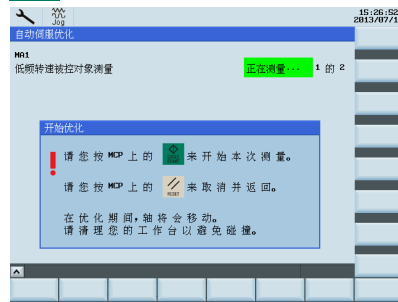 Jog
15:26:52
2013/07/1
自动伺服优化
MA1
低频转速被控对象测量
正在测量... 1 的 2
开始优化
请您按MCP上的 来开始本次测量。
请您按MCP上的 RESET 来取消并返回。
在优化期间,轴将会移动。
请清理您的工作台以避免碰撞。